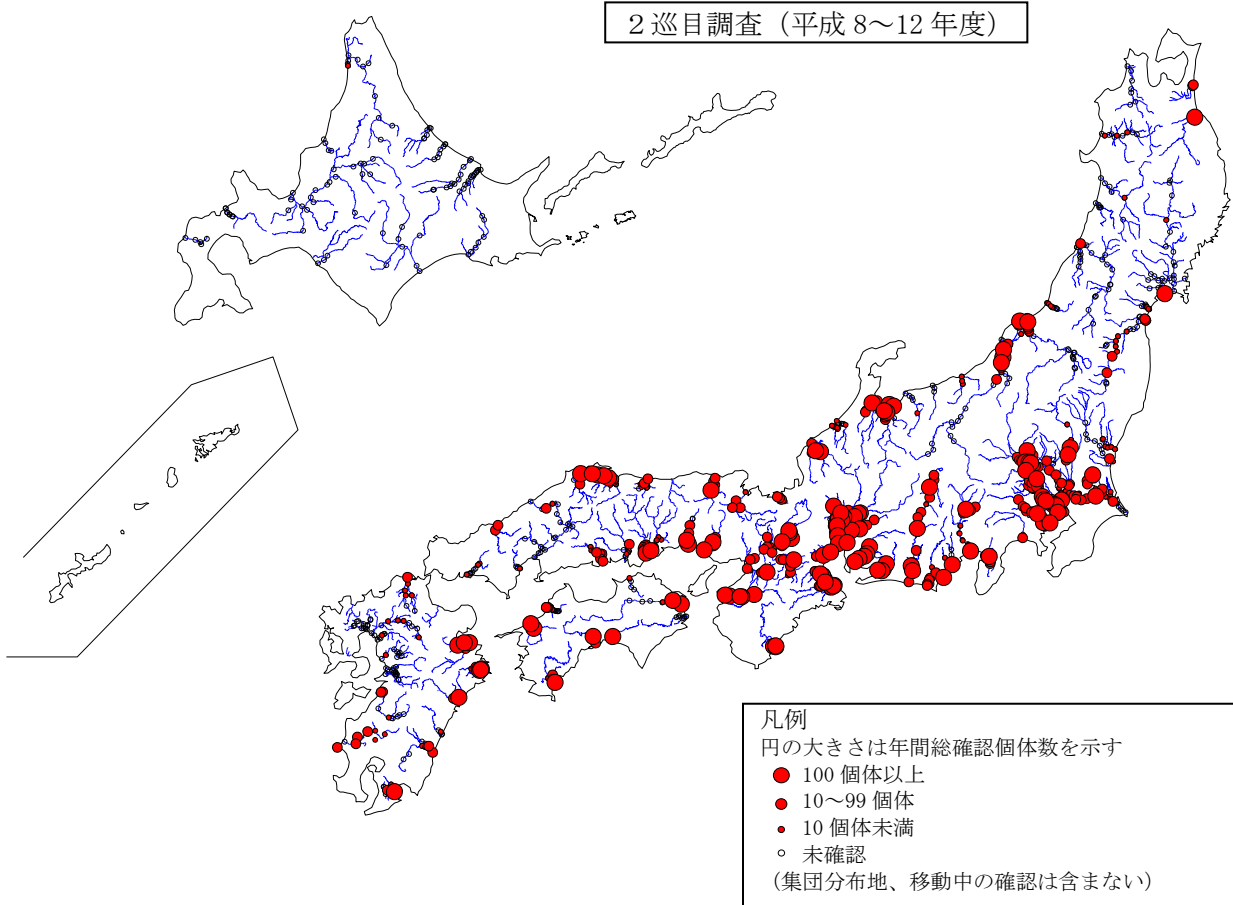 ２巡目調査（平成 8～12 年度）
凡例
円の大きさは年間総確認個体数を示す
100 個体以上
10～99 個体
10 個体未満
未確認
(集団分布地、移動中の確認は含まない)